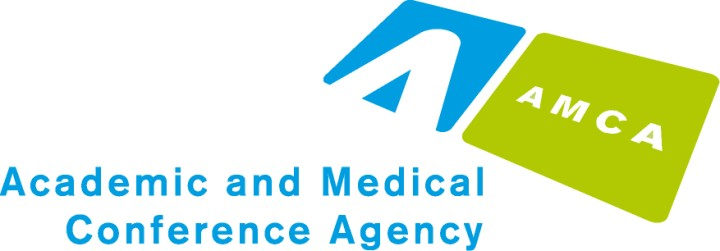 AMCA
Academic and Medical
Conference Agency